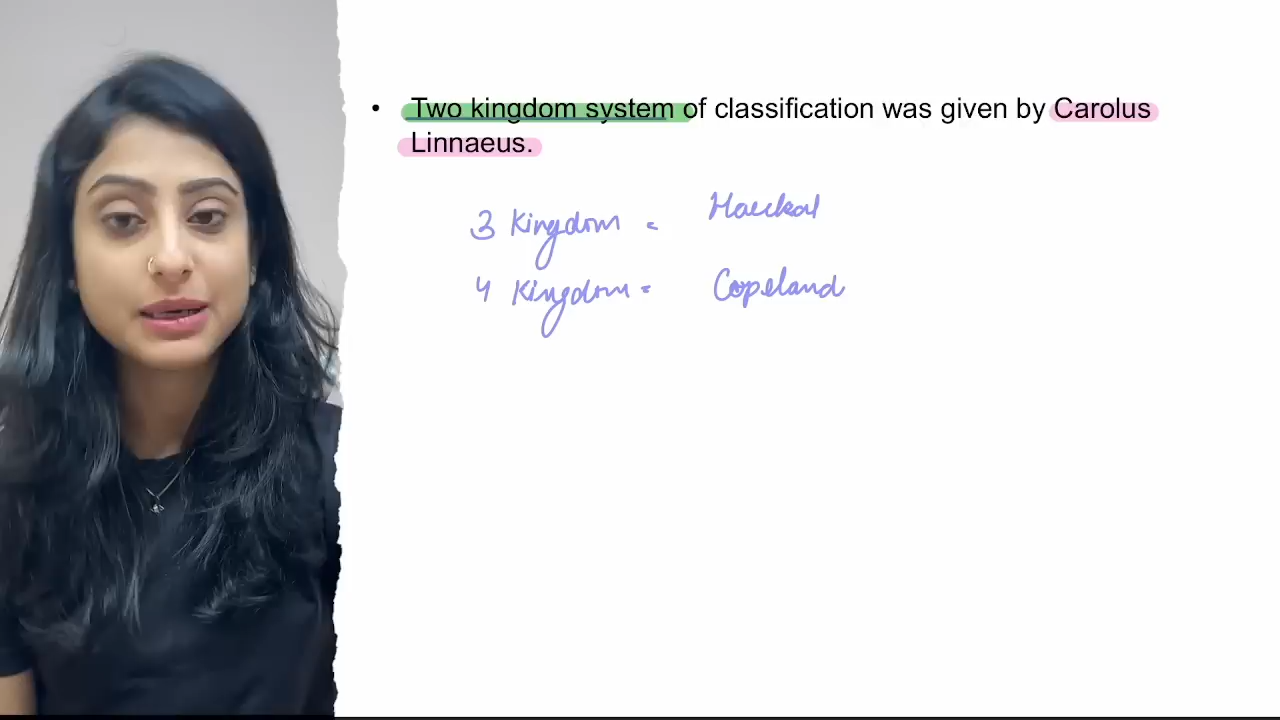 • Two kingdom system of classification was given by Carolus
Linnaeus.
3 Kingdom = Haeckal
4 Kingdom = Copeland